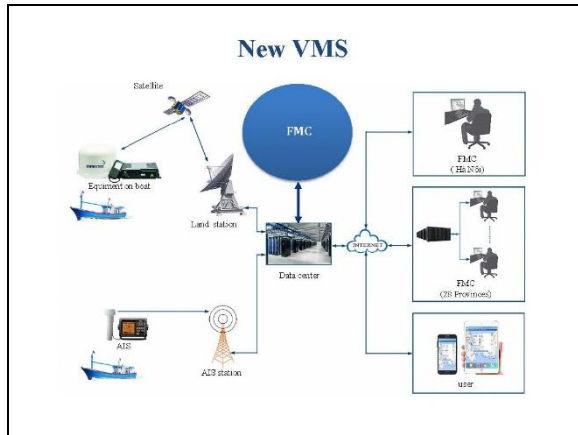 New VMS
Satellite
FMC
Equiment on boat
Land station
Data center
INTERNET
FMC
( Hà Nội)
FMC
(28 Provinces)
AIS
AIS station
user